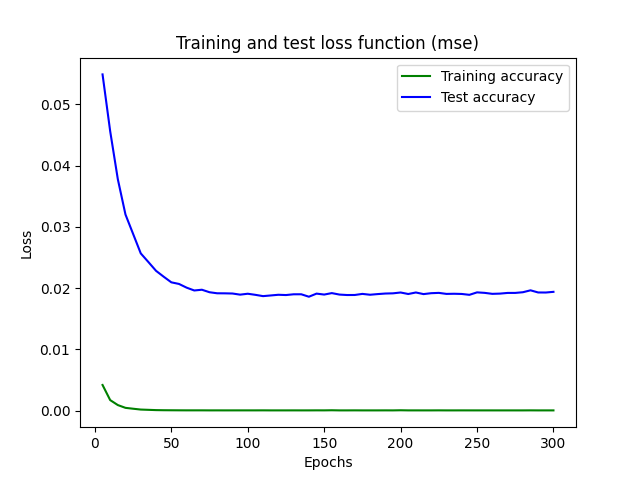 Training and test loss function (mse)
Training accuracy
Test accuracy
0.05
0.04
0.03
0.02
0.01
0.00
Loss
0 50 100 150 200 250 300
Epochs